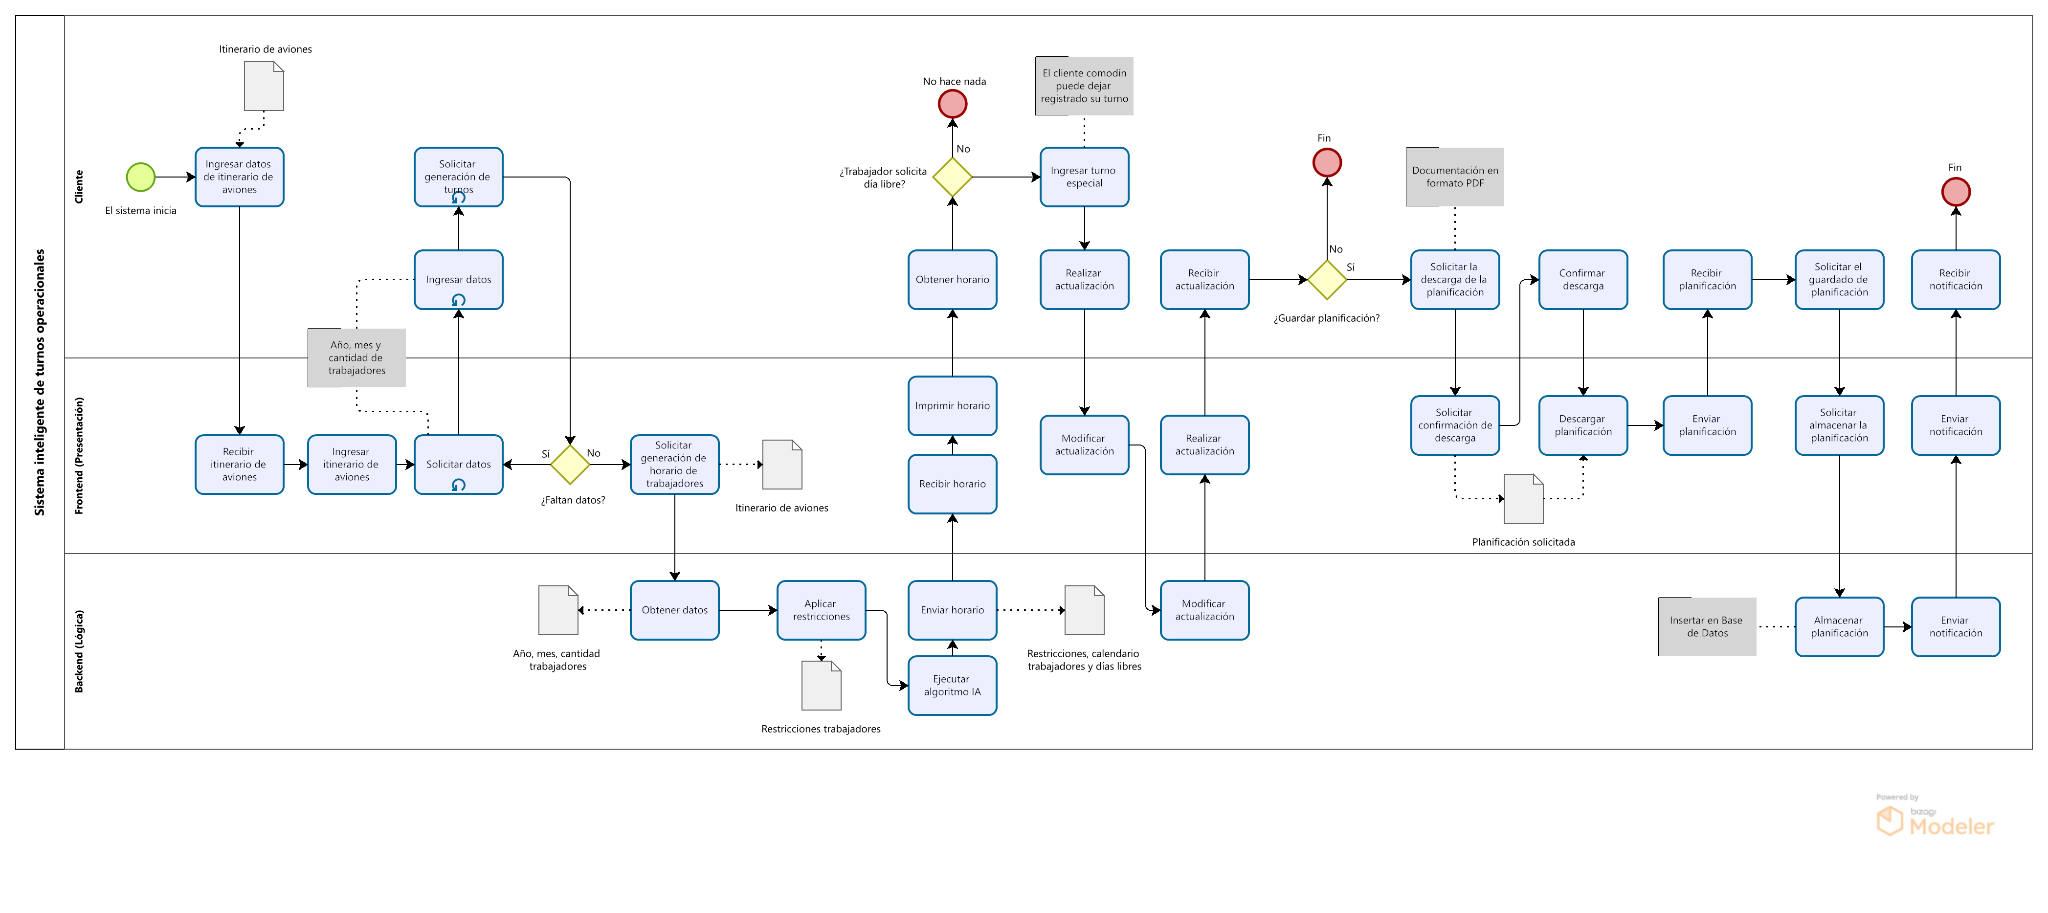 Sistema inteligente de turnos operacionales
Cliente
Itinerario de aviones
El sistema inicia
Ingresar datos
de itinerario de
aviones
Solicitar
generación de
turnos
Ingresar datos
Año, mes y
cantidad de
trabajadores
No hace nada
No
¿Trabajador solicita
día libre?
Obtener horario
El cliente comodín
puede dejar
registrado su turno
Ingresar turno
especial
Realizar
actualización
Recibir
actualización
Fin
No
Sí
¿Guardar planificación?
Documentación en
formato PDF
Solicitar la
descarga de la
planificación
Confirmar
descarga
Recibir
planificación
Solicitar el
guardado de
planificación
Fin
Recibir
notificación
Frontend (Presentación)
Recibir
itinerario de
aviones
Ingresar
itinerario de
aviones
Solicitar datos
Sí
No
¿Faltan datos?
Solicitar
generación de
horario de
trabajadores
Itinerario de aviones
Imprimir horario
Recibir horario
Modificar
actualización
Realizar
actualización
Solicitar
confirmación de
descarga
Descargar
planificación
Planificación solicitada
Enviar
planificación
Solicitar
almacenar la
planificación
Enviar
notificación
Backend (Lógica)
Año, mes, cantidad
trabajadores
Obtener datos
Aplicar
restricciones
Restricciones trabajadores
Enviar horario
Ejecutar
algoritmo IA
Restricciones, calendario
trabajadores y días libres
Modificar
actualización
Insertar en Base
de Datos
Almacenar
planificación
Enviar
notificación
Powered by
bizagi
Modeler